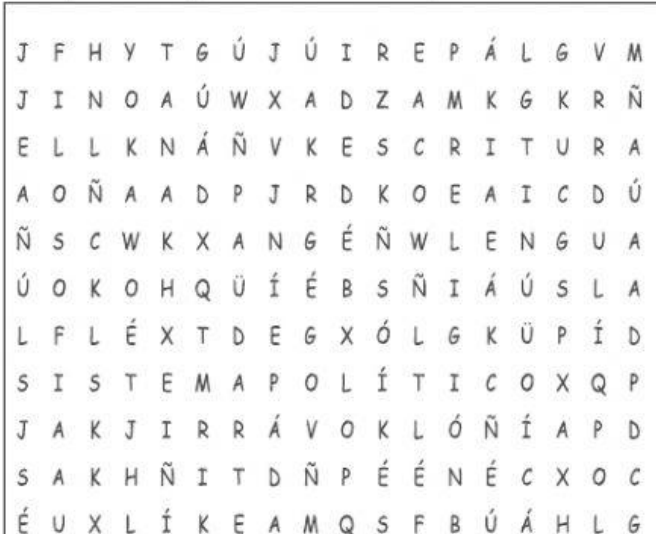 J F H Y T G Ú J Ú I R E P Á L G V M
J I N O A Ú W X A D Z A M K G K R Ñ
E L L K N Á Ñ V K E S C R I T U R A
A O Ñ A A D P J R D K O E A I C D Ú
Ñ S C W K X A N G É Ñ W L E N G U A
Ú O K O H Q Ü Í É B S Ñ I Á Ú S L A
L F L É X T D E G X Ó L G K Ü P Í D
S I S T E M A P O L Í T I C O X Q P
J A K J I R R Á V O K L Ó Ñ Í A P D
S A K H Ñ I T D Ñ P É É N É C X O C
É U X L Í K E A M Q S F B Ú Á H L G